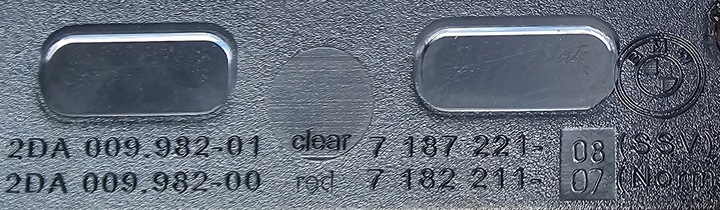 BMW
2DA 009.982-01 clear 7 187 221- 08 (SSV)
2DA 009.982-00 red 7 182 211- 07 (Norm